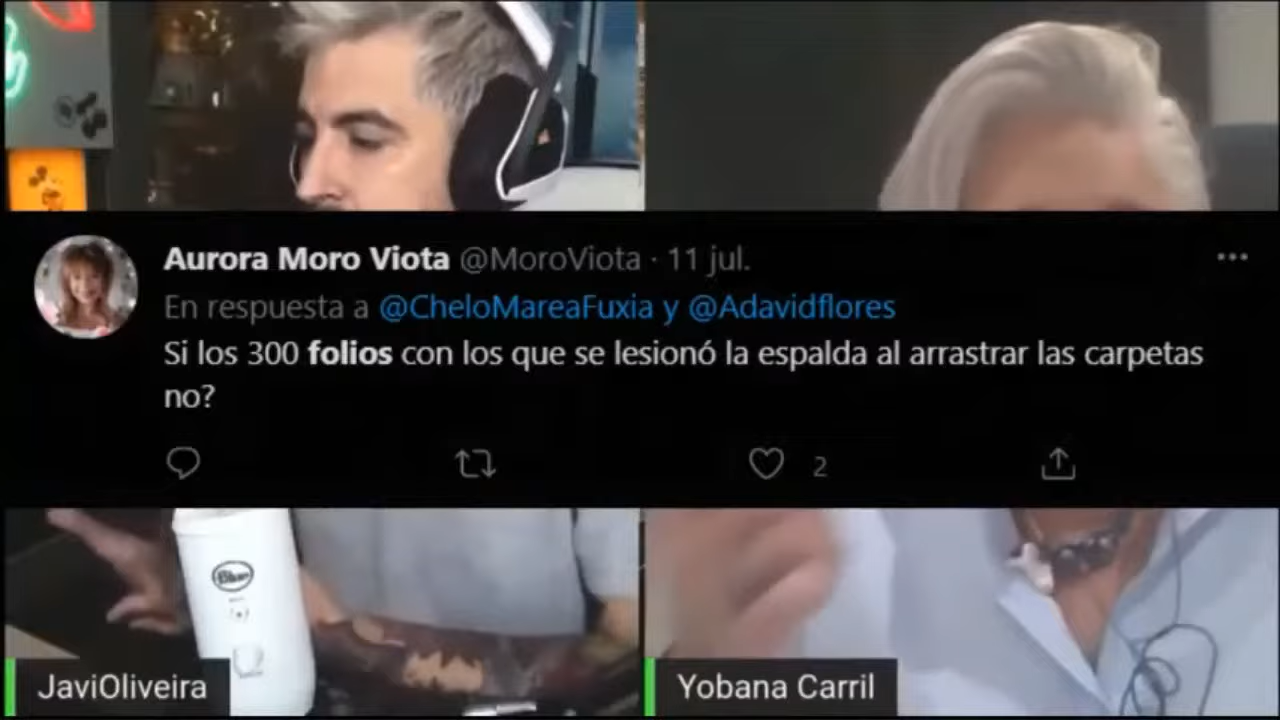 Aurora Moro Viota @MoroViota · 11 jul.
En respuesta a @CheloMareaFuxia y @Adavidflores
Si los 300 folios con los que se lesionó la espalda al arrastrar las carpetas
no?
2
Blue
JaviOliveira
Yobana Carril